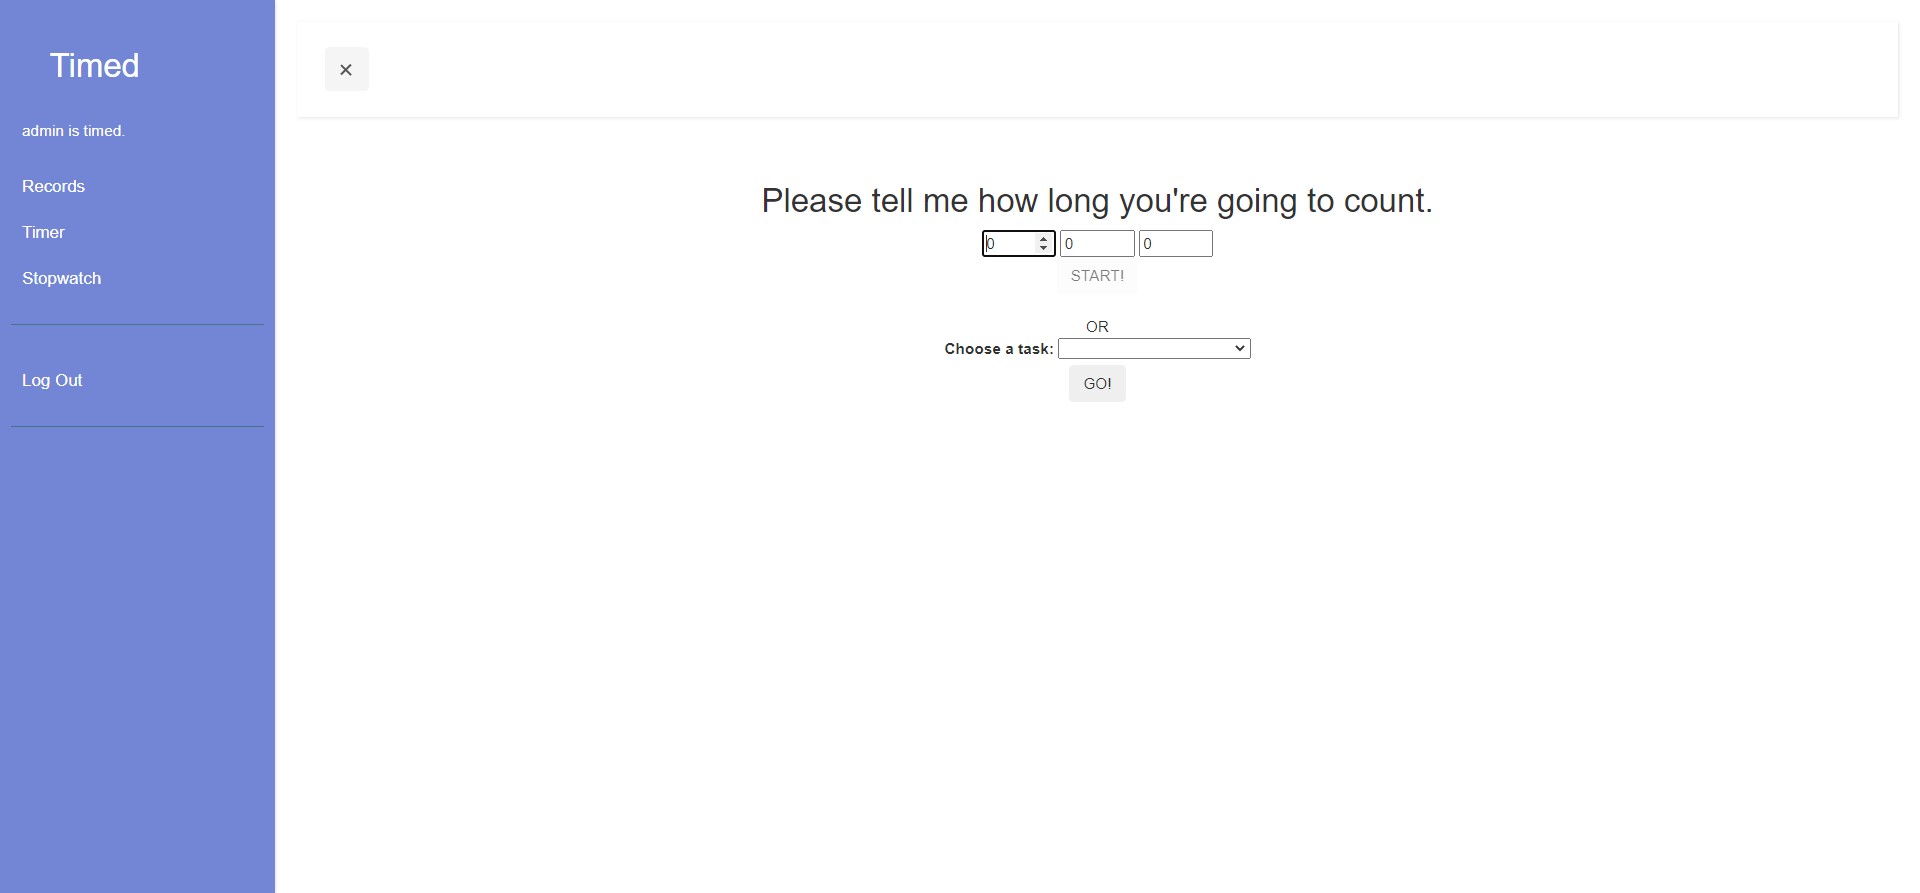 Timed
admin is timed.
Records
Timer
Stopwatch
Log Out
×
Please tell me how long you're going to count.
0 0 0
START!
OR
Choose a task:
GO!